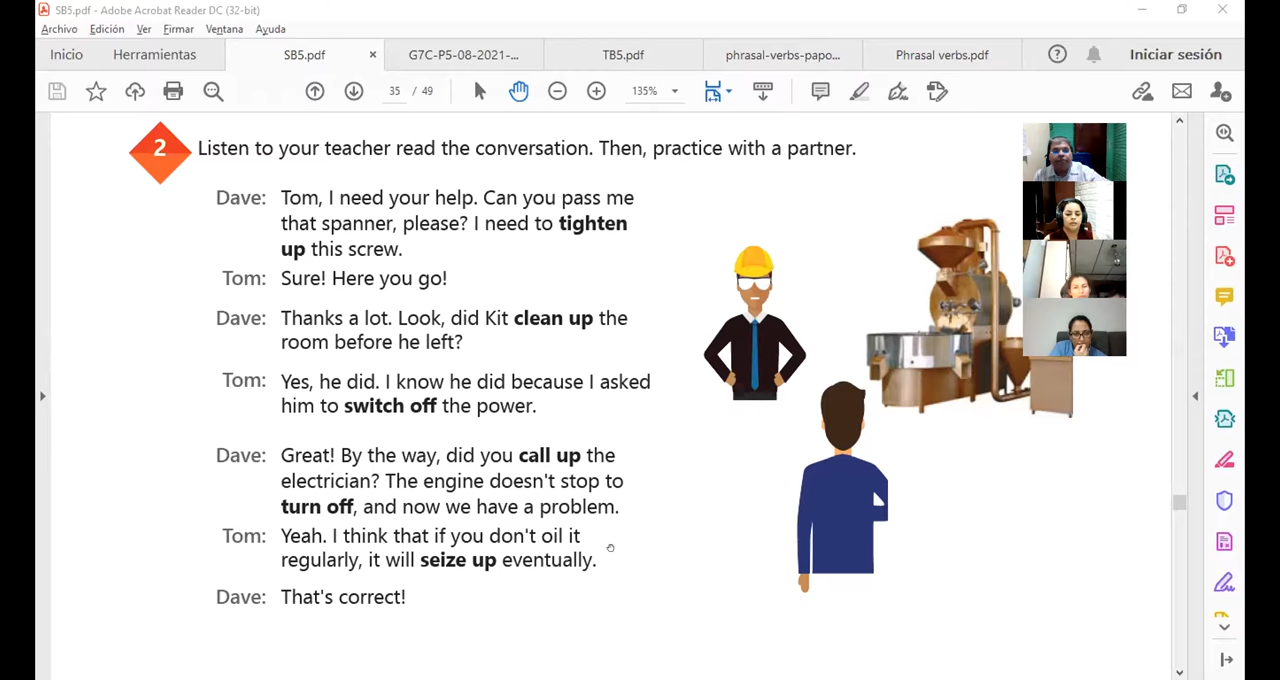 SB5.pdf - Adobe Acrobat Reader DC (32-bit)
Archivo Edición Ver Firmar Ventana Ayuda
Inicio Herramientas SB5.pdf × G7C-P5-08-2021-... TB5.pdf phrasal-verbs-papo... Phrasal verbs.pdf Iniciar sesión
35 / 49 135%
2 Listen to your teacher read the conversation. Then, practice with a partner.
Dave: Tom, I need your help. Can you pass me
that spanner, please? I need to tighten
up this screw.
Tom: Sure! Here you go!
Dave: Thanks a lot. Look, did Kit clean up the
room before he left?
Tom: Yes, he did. I know he did because I asked
him to switch off the power.
Dave: Great! By the way, did you call up the
electrician? The engine doesn't stop to
turn off, and now we have a problem.
Tom: Yeah. I think that if you don't oil it
regularly, it will seize up eventually.
Dave: That's correct!